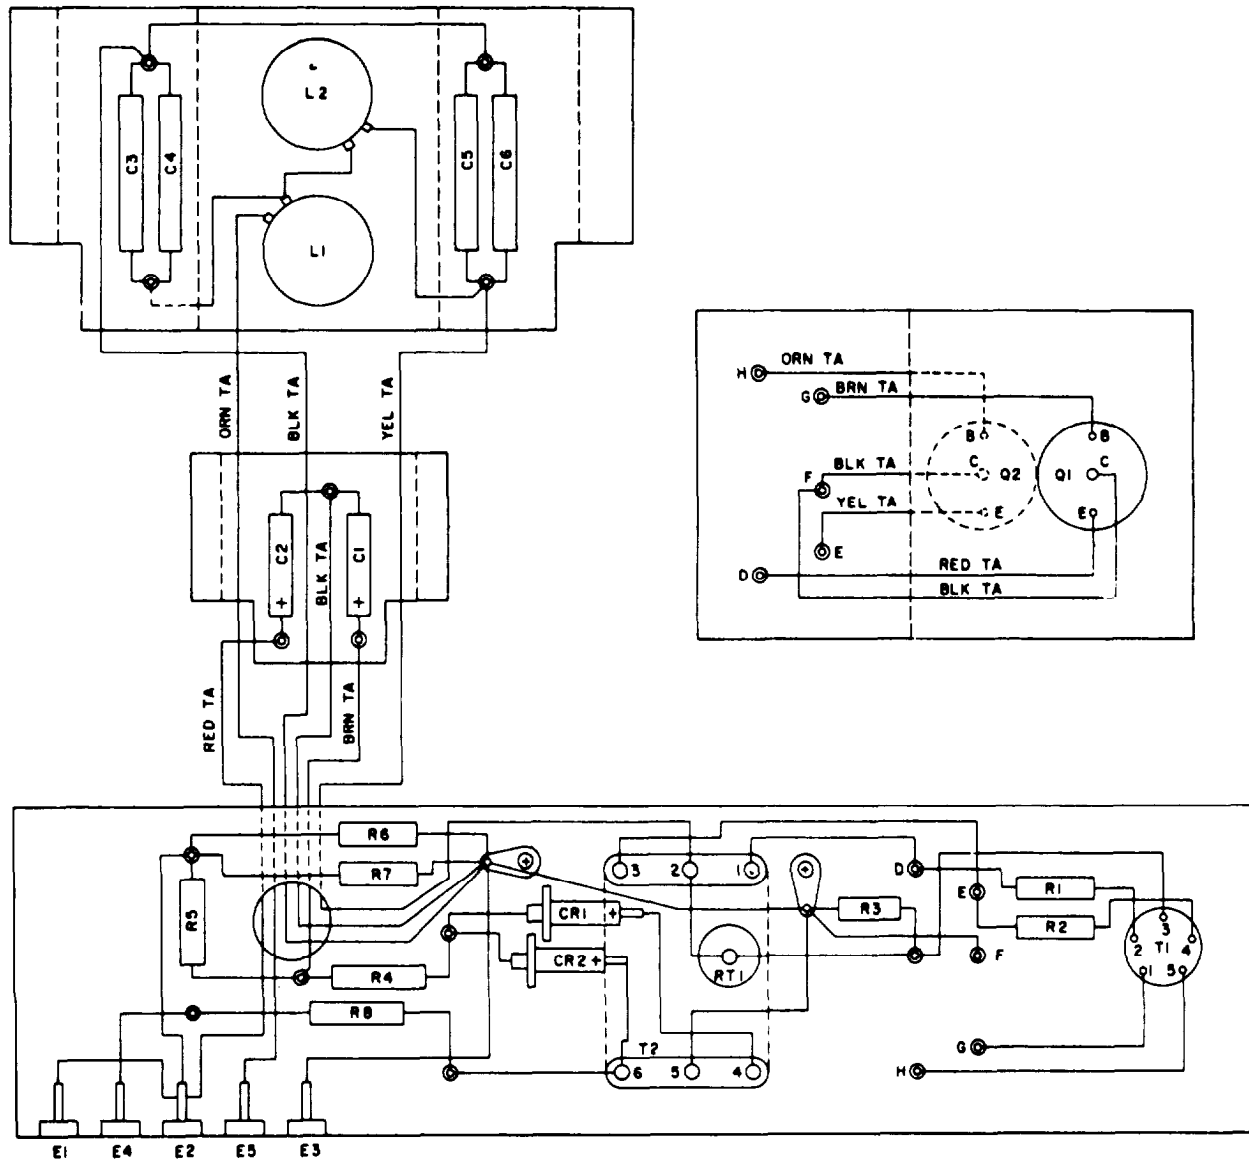 L2
C3
C4
C5
C6
L1
ORN TA
BLK TA
YEL TA
C2
+
BLK TA
C1
+
RED TA
BRN TA
H
ORN TA
G
BRN TA
B
B
F
BLK TA
C
Q2
Q1
C
YEL TA
E
E
E
D
RED TA
BLK TA
R6
R7
R5
R4
R8
+
CR1 +
CR2 +
3
2
1
+
R3
RT1
T2
6
5
4
D
E
F
R1
R2
3
2
T1
4
1
5
G
H
E1
E4
E2
E5
E3